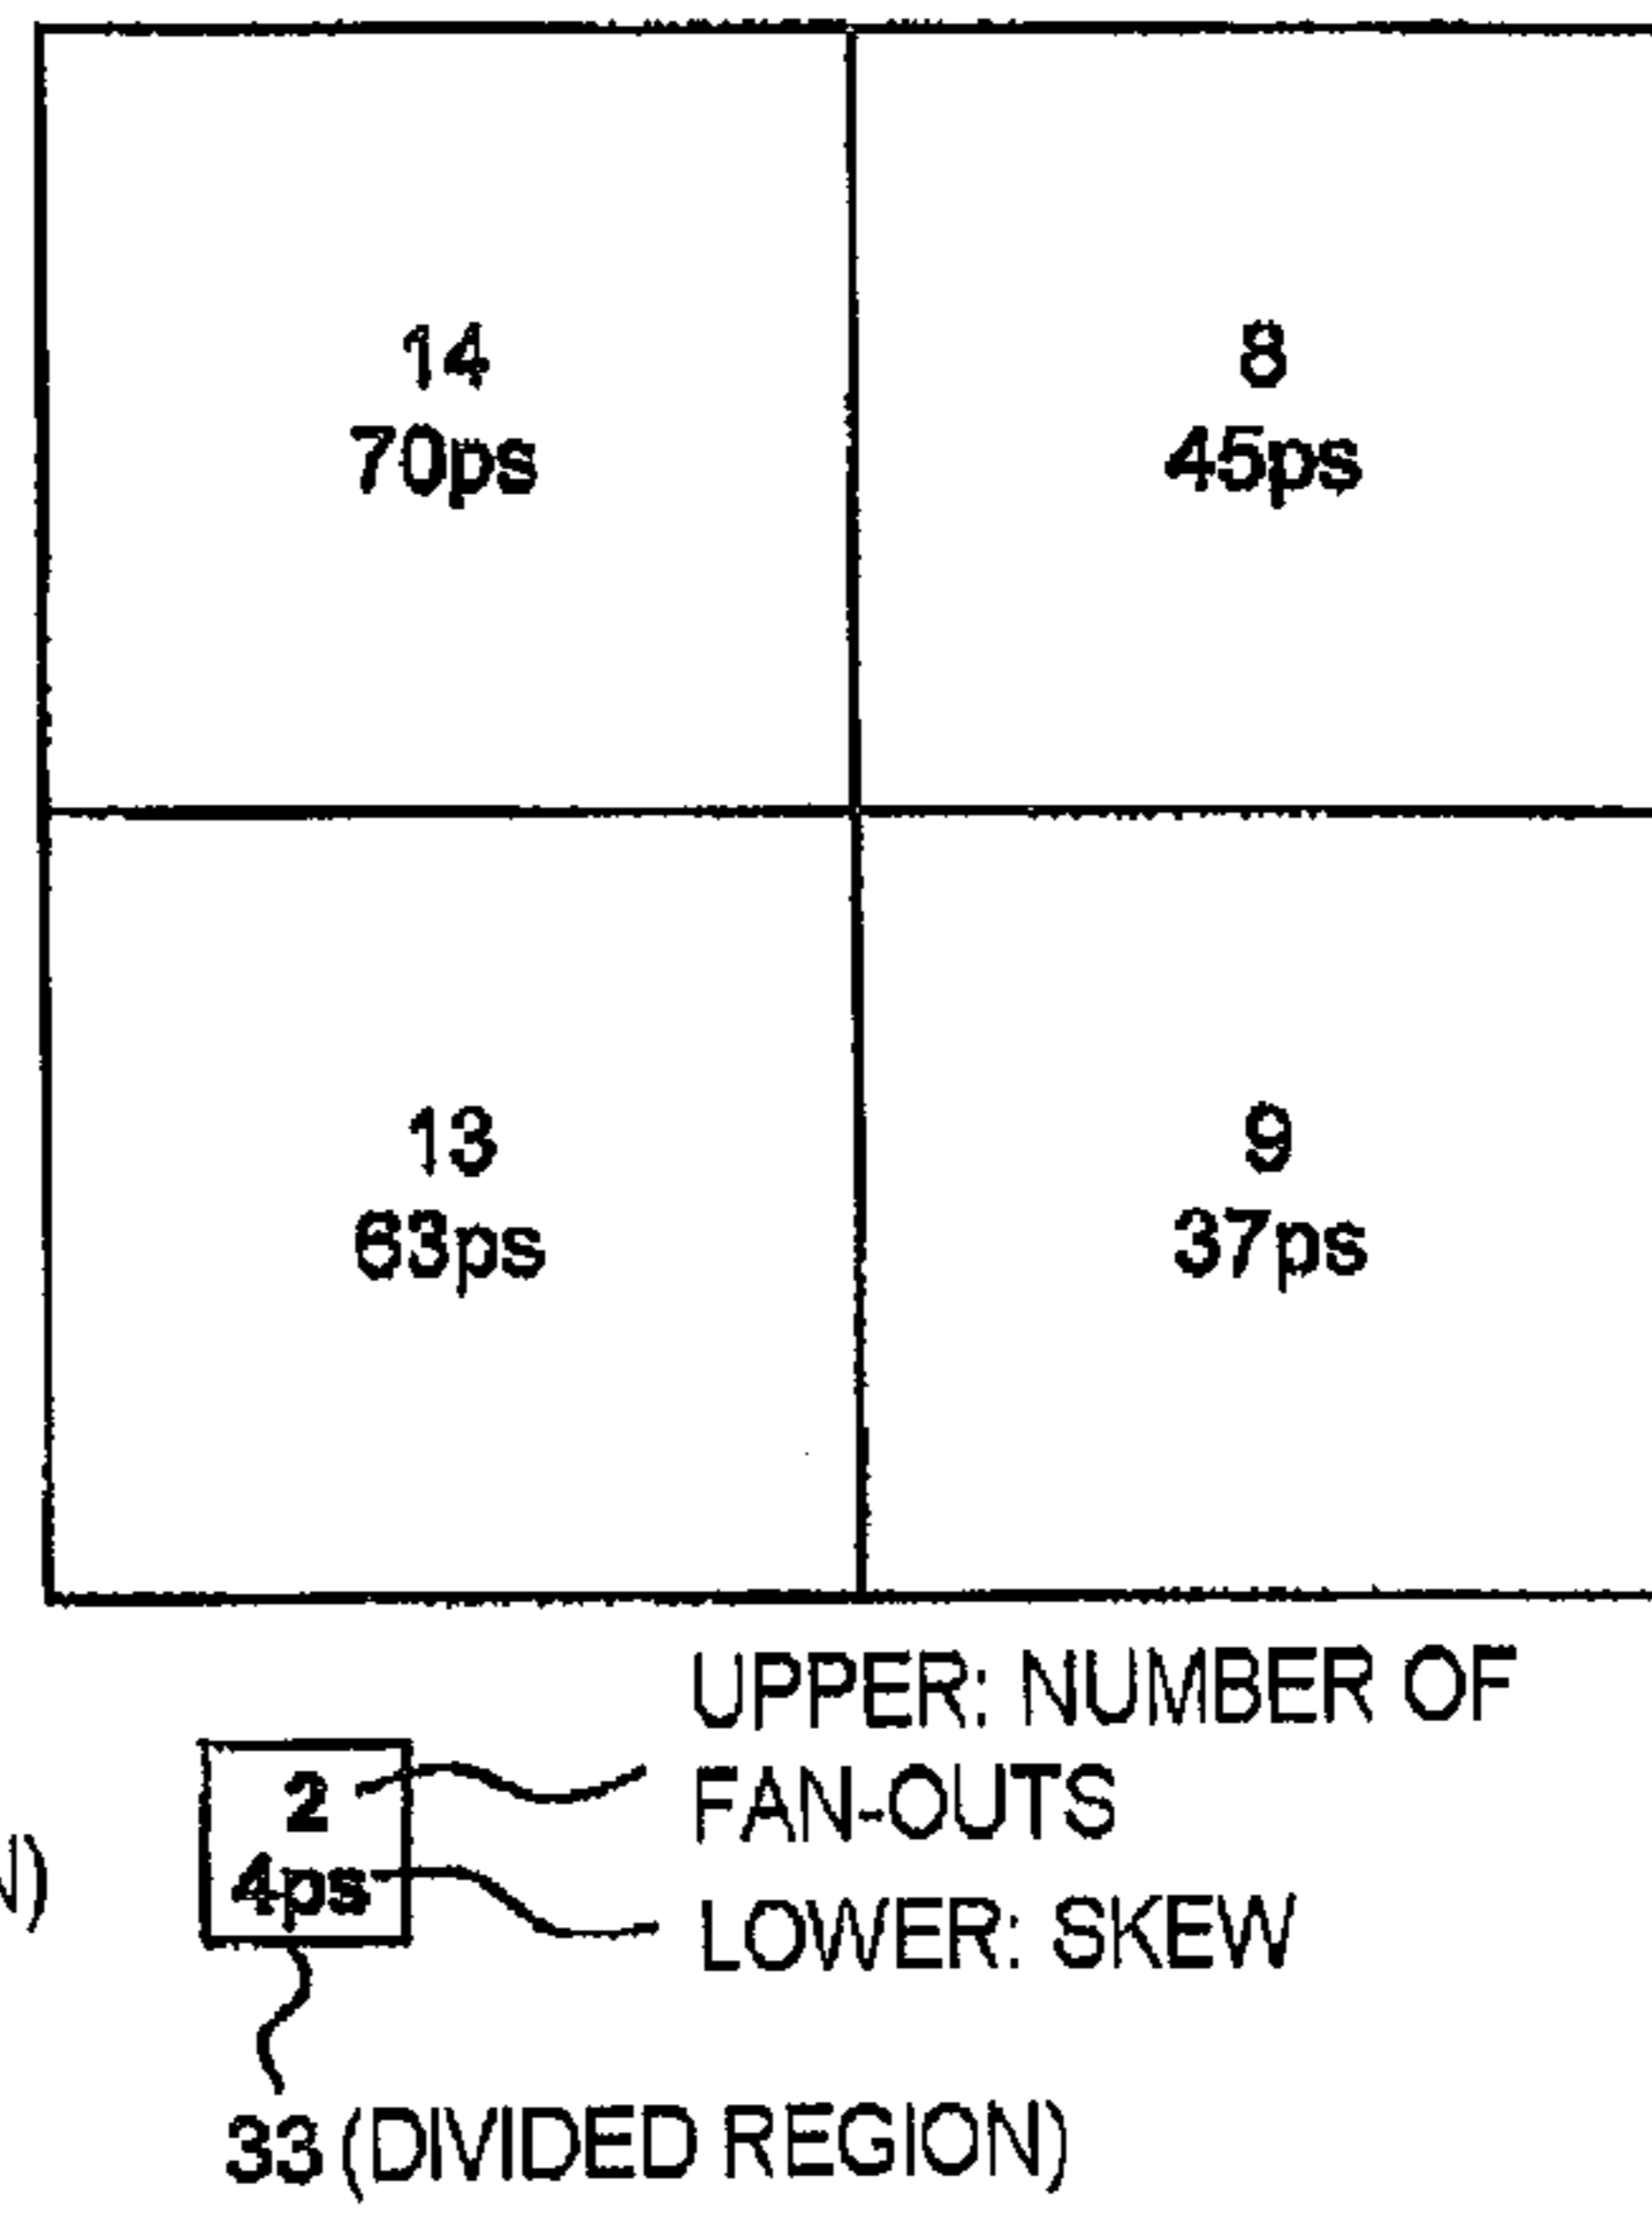 14
70ps
8
45ps
13
63ps
9
37ps
UPPER: NUMBER OF
FAN-OUTS
LOWER: SKEW
2
4ps
N)
33 (DIVIDED REGION)